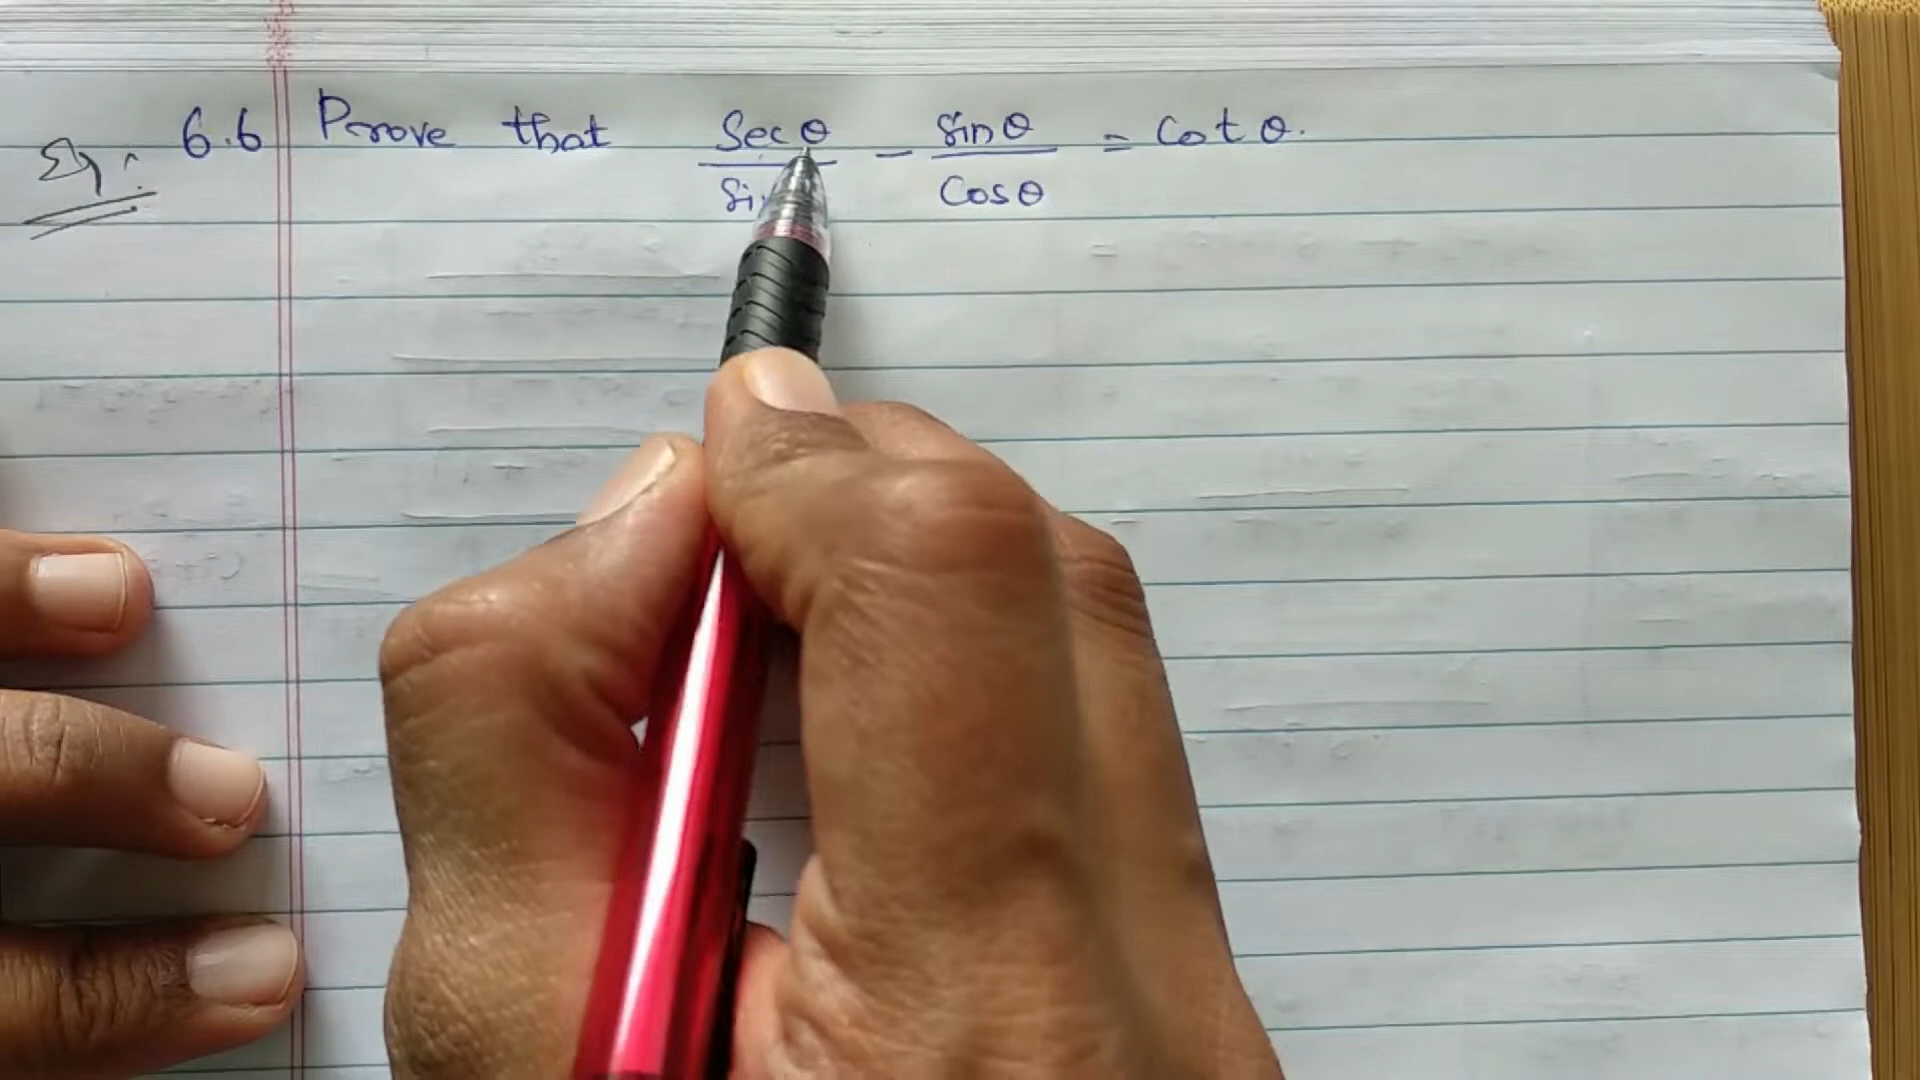 Eg: 6.6 Prove that Secθ/Si - Sinθ/Cosθ = Cot θ.